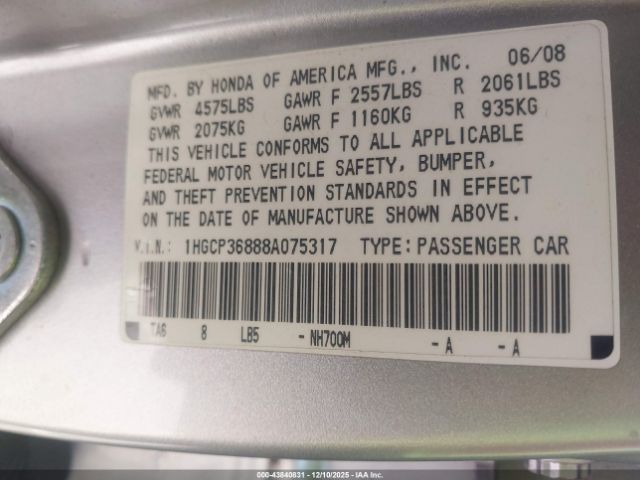 MFD. BY HONDA OF AMERICA MFG., INC. 06/08
GVWR 4575LBS GAWR F 2557LBS R 2061LBS
GVWR 2075KG GAWR F 1160KG R 935KG
THIS VEHICLE CONFORMS TO ALL APPLICABLE
FEDERAL MOTOR VEHICLE SAFETY, BUMPER,
AND THEFT PREVENTION STANDARDS IN EFFECT
ON THE DATE OF MANUFACTURE SHOWN ABOVE.
V.I.N.: 1HGCP36888A075317 TYPE:PASSENGER CAR
TA6 8 LB5 -NH700M -A -A
000-43840831 - 12/10/2025 - IAA Inc.